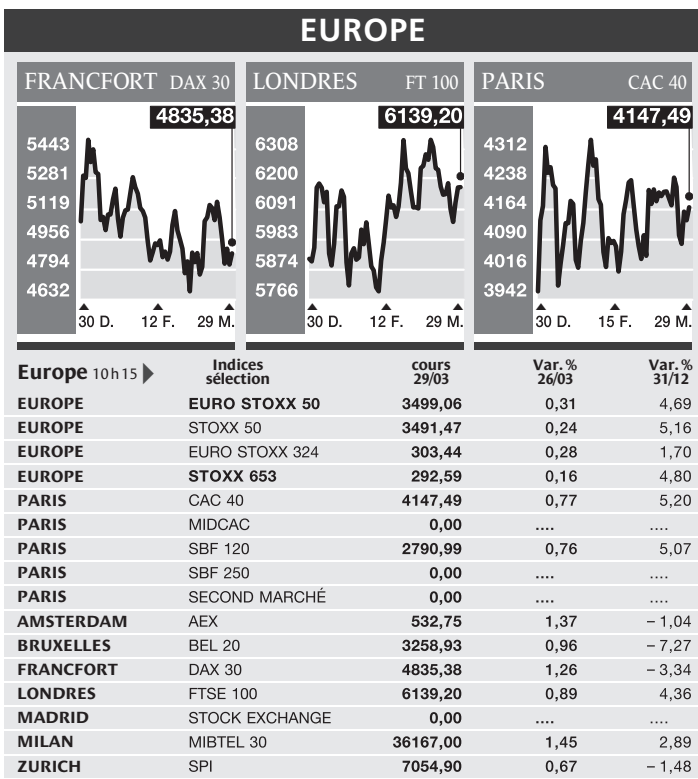 EUROPE
FRANCFORT DAX 30
4835,38
5443
5281
5119
4956
4794
4632
30 D. 12 F. 29 M.
LONDRES FT 100
6139,20
6308
6200
6091
5983
5874
5766
30 D. 12 F. 29 M.
PARIS CAC 40
4147,49
4312
4238
4164
4090
4016
3942
30 D. 15 F. 29 M.
Europe 10h15 Indices sélection cours 29/03 Var. % 26/03 Var. % 31/12
EUROPE EURO STOXX 50 3499,06 0,31 4,69
EUROPE STOXX 50 3491,47 0,24 5,16
EUROPE EURO STOXX 324 303,44 0,28 1,70
EUROPE STOXX 653 292,59 0,16 4,80
PARIS CAC 40 4147,49 0,77 5,20
PARIS MIDCAC 0,00 .... ....
PARIS SBF 120 2790,99 0,76 5,07
PARIS SBF 250 0,00 .... ....
PARIS SECOND MARCHÉ 0,00 .... ....
AMSTERDAM AEX 532,75 1,37 – 1,04
BRUXELLES BEL 20 3258,93 0,96 – 7,27
FRANCFORT DAX 30 4835,38 1,26 – 3,34
LONDRES FTSE 100 6139,20 0,89 4,36
MADRID STOCK EXCHANGE 0,00 .... ....
MILAN MIBTEL 30 36167,00 1,45 2,89
ZURICH SPI 7054,90 0,67 – 1,48